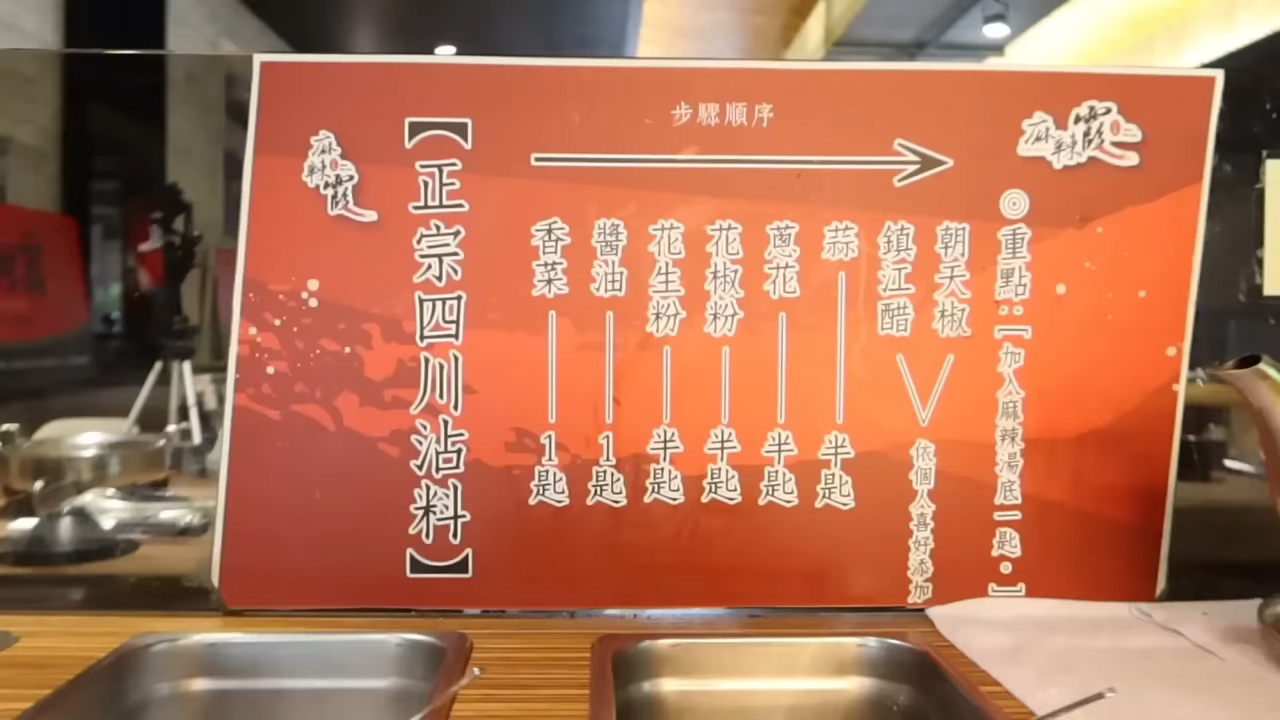 麻辣霞
【正宗四川沾料】
步驟順序
香菜 1匙
醬油 1匙
花生粉 半匙
花椒粉 半匙
蔥花 半匙
蒜 半匙
鎮江醋
朝天椒
依個人喜好添加
◎重點：[加入麻辣湯底一匙。]
麻辣霞